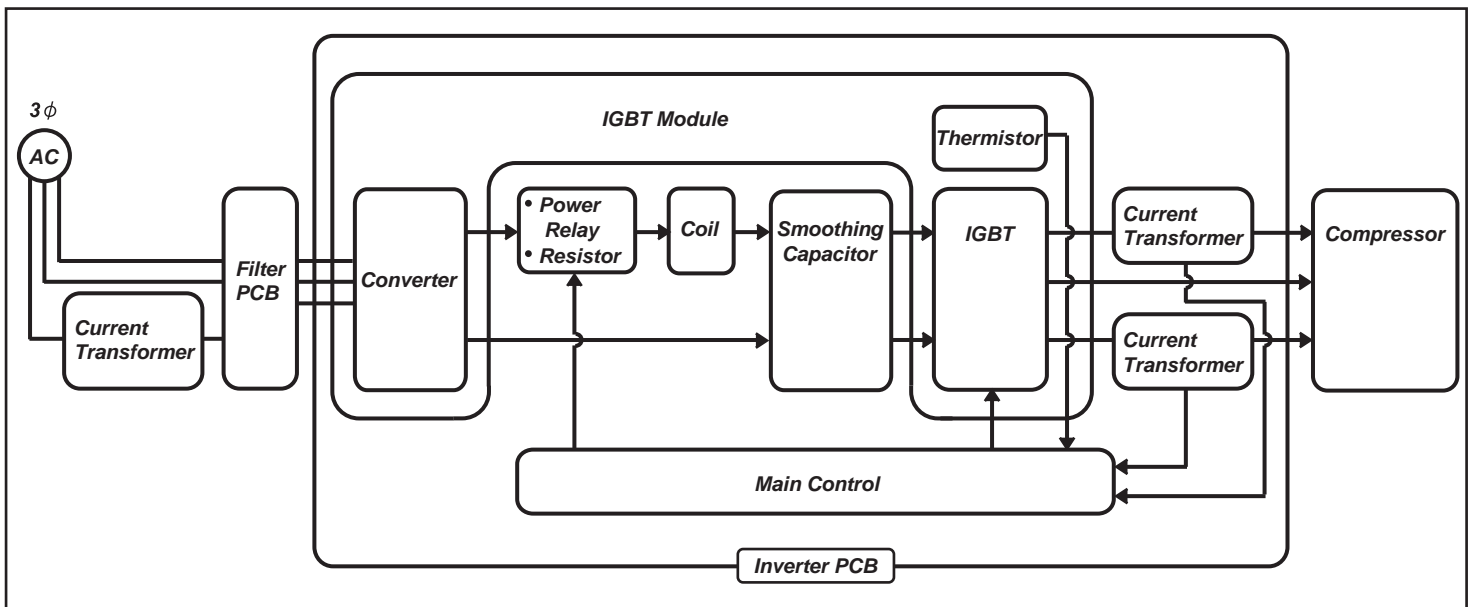 3ϕ
AC
Current
Transformer
Filter
PCB
IGBT Module
Converter
• Power
Relay
• Resistor
Coil
Smoothing
Capacitor
Thermistor
IGBT
Current
Transformer
Current
Transformer
Compressor
Main Control
Inverter PCB